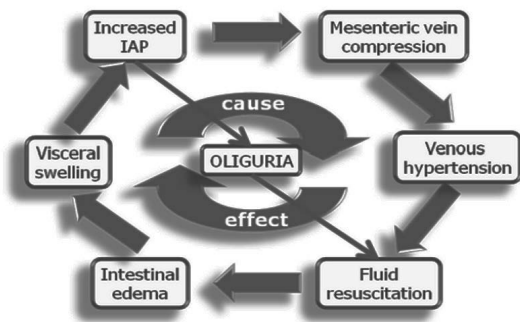 Increased
IAP
Mesenteric vein
compression
cause
Visceral
swelling
OLIGURIA
Venous
hypertension
effect
Intestinal
edema
Fluid
resuscitation